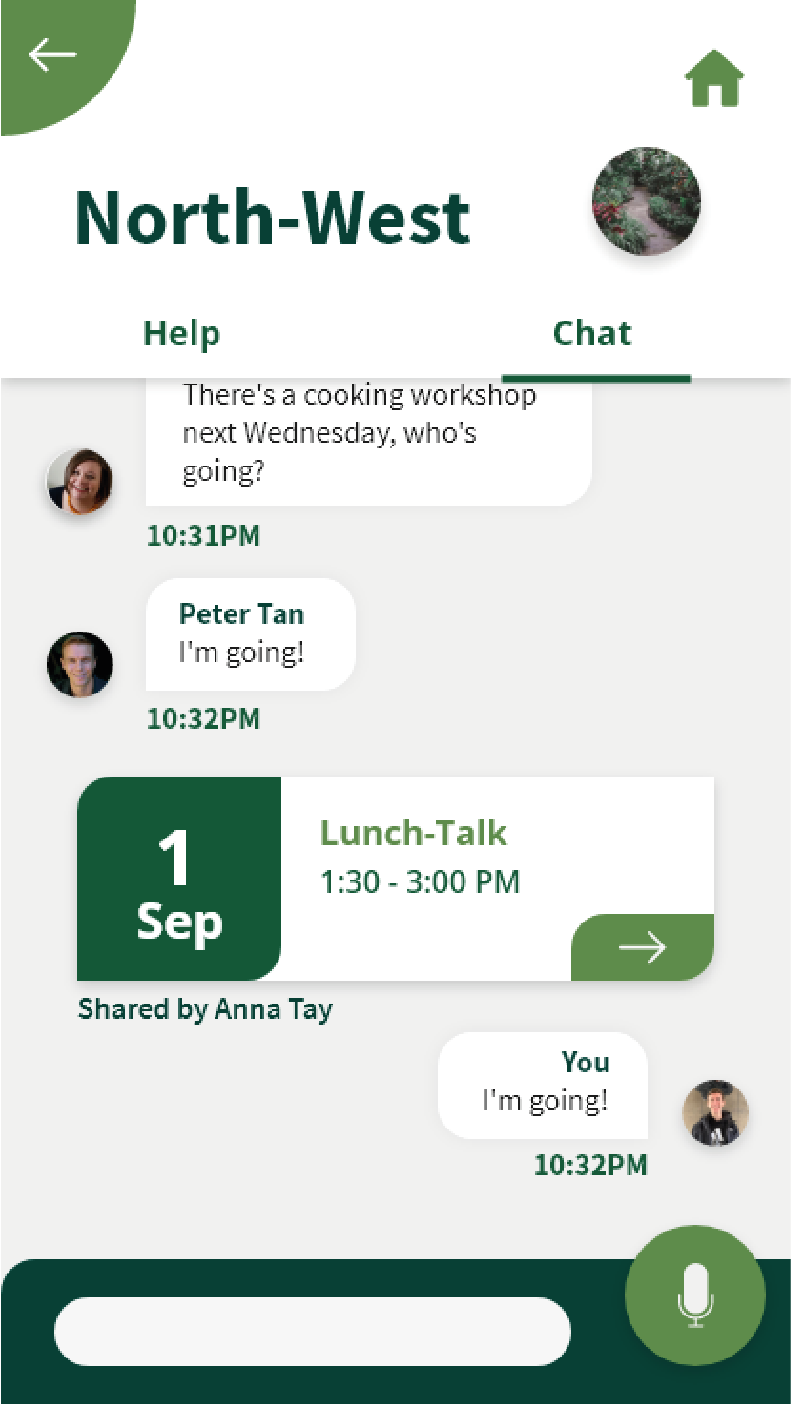 North-West
Help
Chat
There's a cooking workshop
next Wednesday, who's
going?
10:31PM
Peter Tan
I'm going!
10:32PM
1
Sep
Lunch-Talk
1:30 - 3:00 PM
Shared by Anna Tay
You
I'm going!
10:32PM